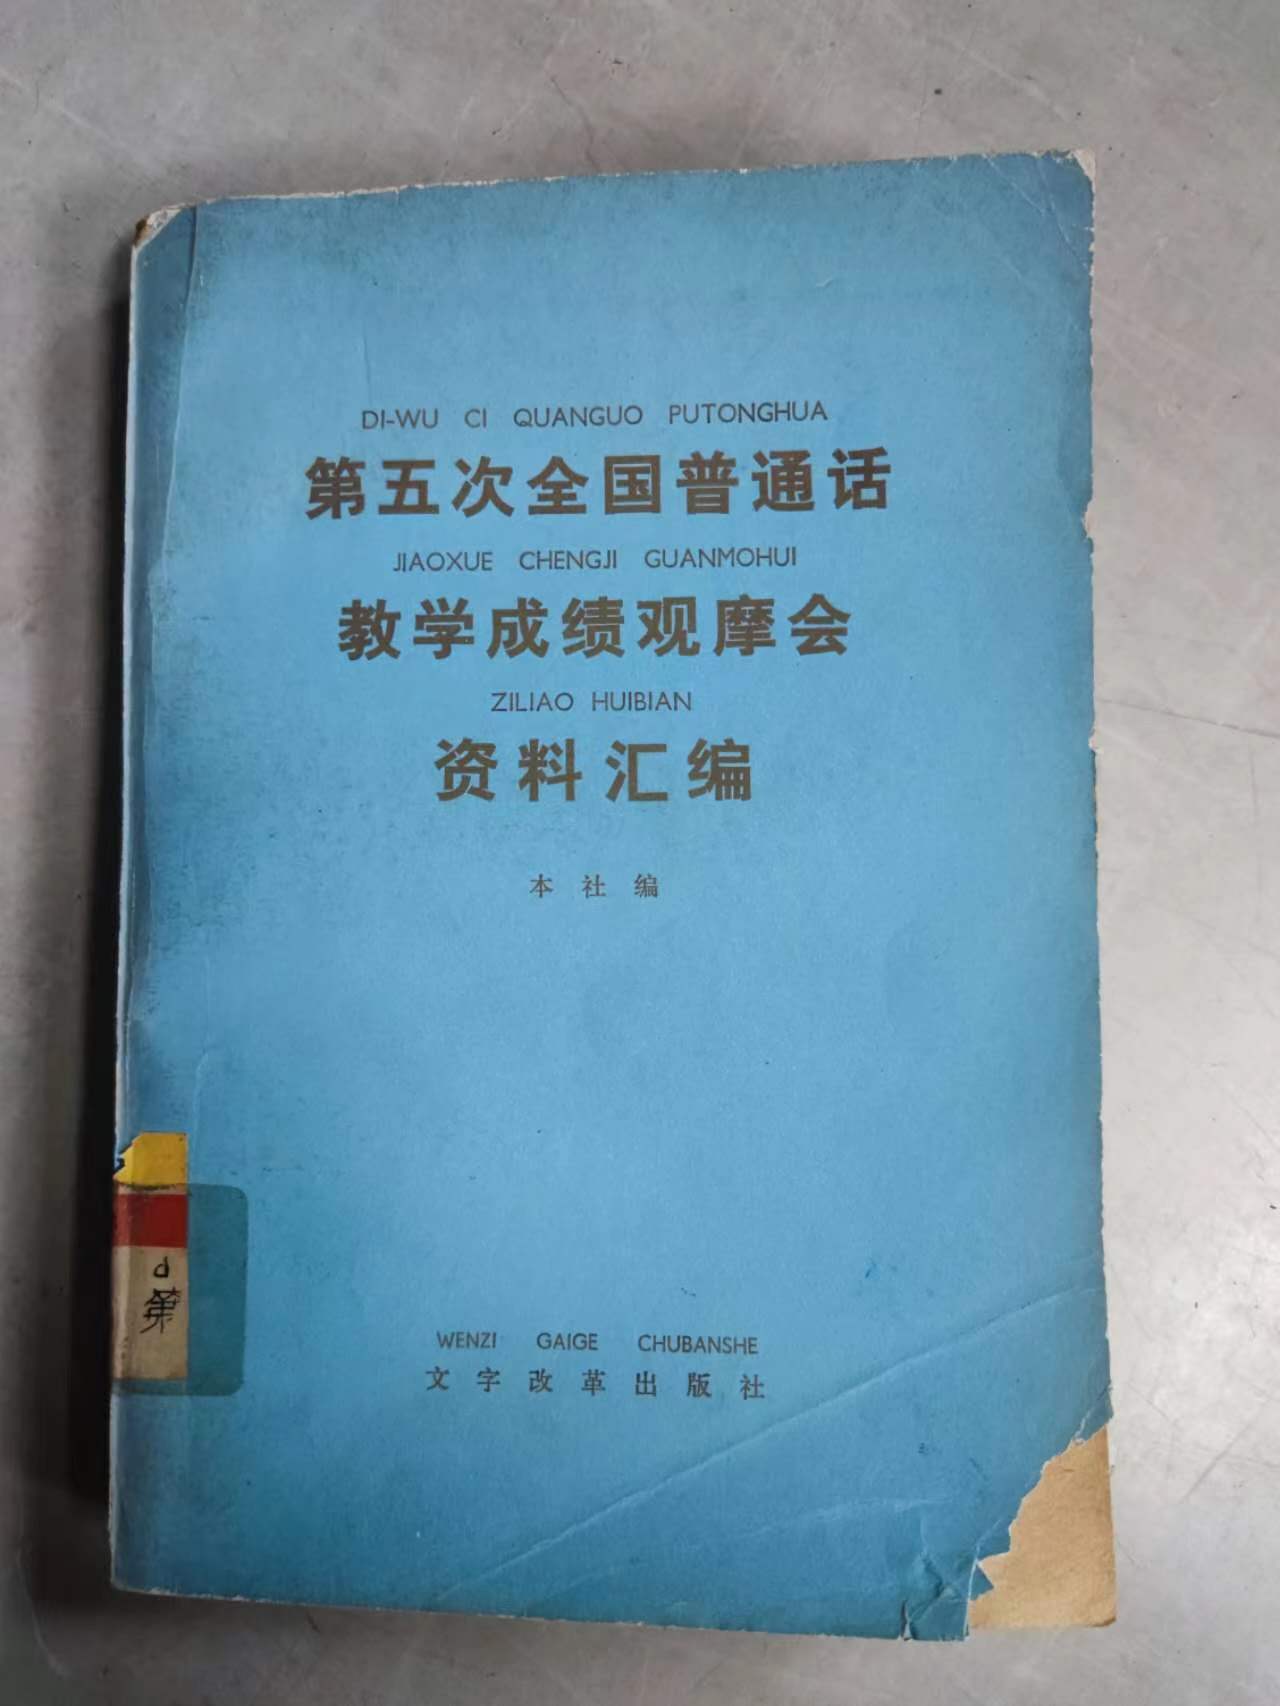 DI-WU CI QUANGUO PUTONGHUA
第五次全国普通话
JIAOXUE CHENGJI GUANMOHUI
教学成绩观摩会
ZILIAO HUIBIAN
资料汇编
本社编
d
第
WENZI GAIGE CHUBANSHE
文字改革出版社